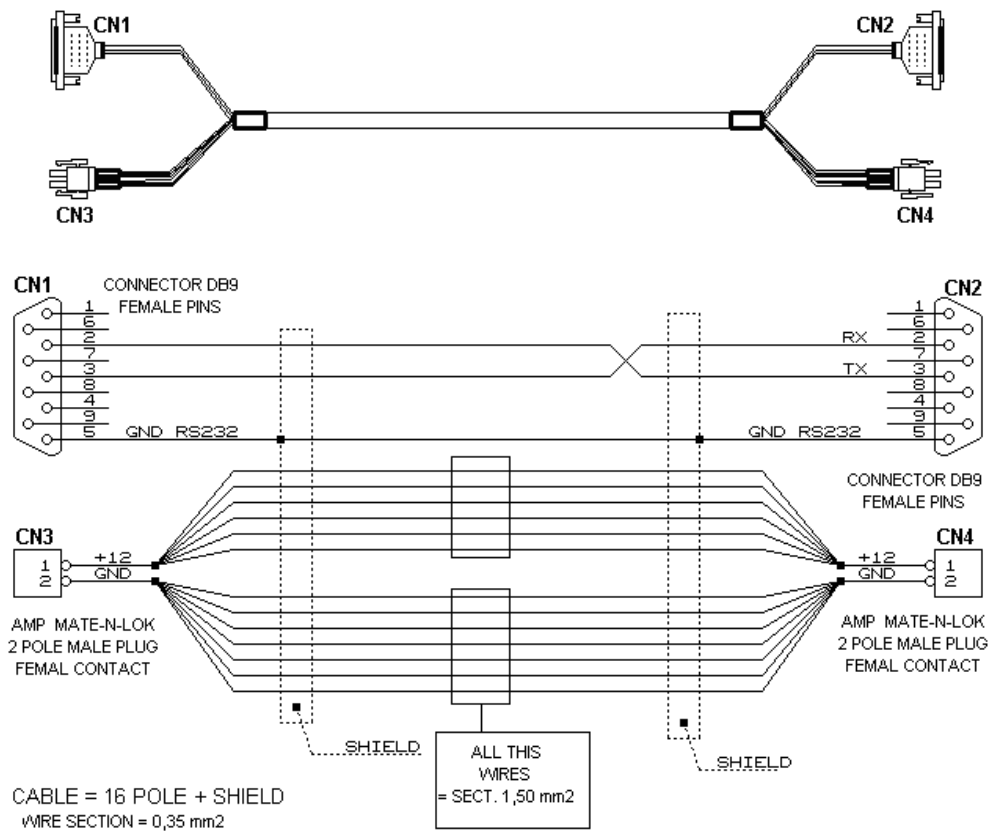 CN1
CN2
CN3
CN4
CN1
CONNECTOR DB9
FEMALE PINS
CN2
1
6
2
7
3
8
4
9
5
GND RS232
RX
TX
GND RS232
1
6
2
7
3
8
4
9
5
CONNECTOR DB9
FEMALE PINS
CN3
1
2
+12
GND
AMP MATE-N-LOK
2 POLE MALE PLUG
FEMAL CONTACT
CN4
+12
GND
1
2
AMP MATE-N-LOK
2 POLE MALE PLUG
FEMAL CONTACT
SHIELD
ALL THIS
WIRES
= SECT. 1,50 mm2
SHIELD
CABLE = 16 POLE + SHIELD
WIRE SECTION = 0,35 mm2